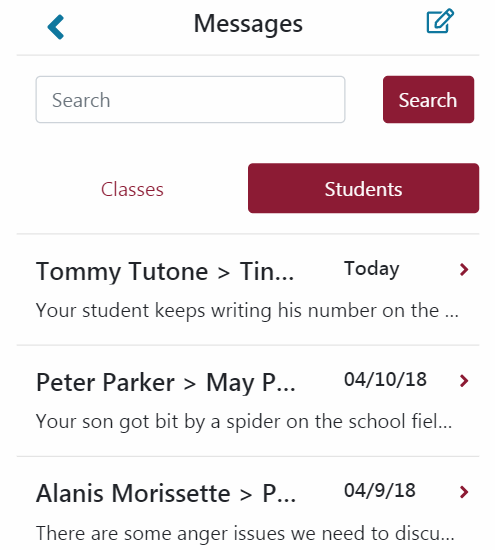 Messages
Search Search
Classes Students
Tommy Tutone > Tin... Today
Your student keeps writing his number on the ...
Peter Parker > May P... 04/10/18
Your son got bit by a spider on the school fiel...
Alanis Morissette > P... 04/9/18
There are some anger issues we need to discu...